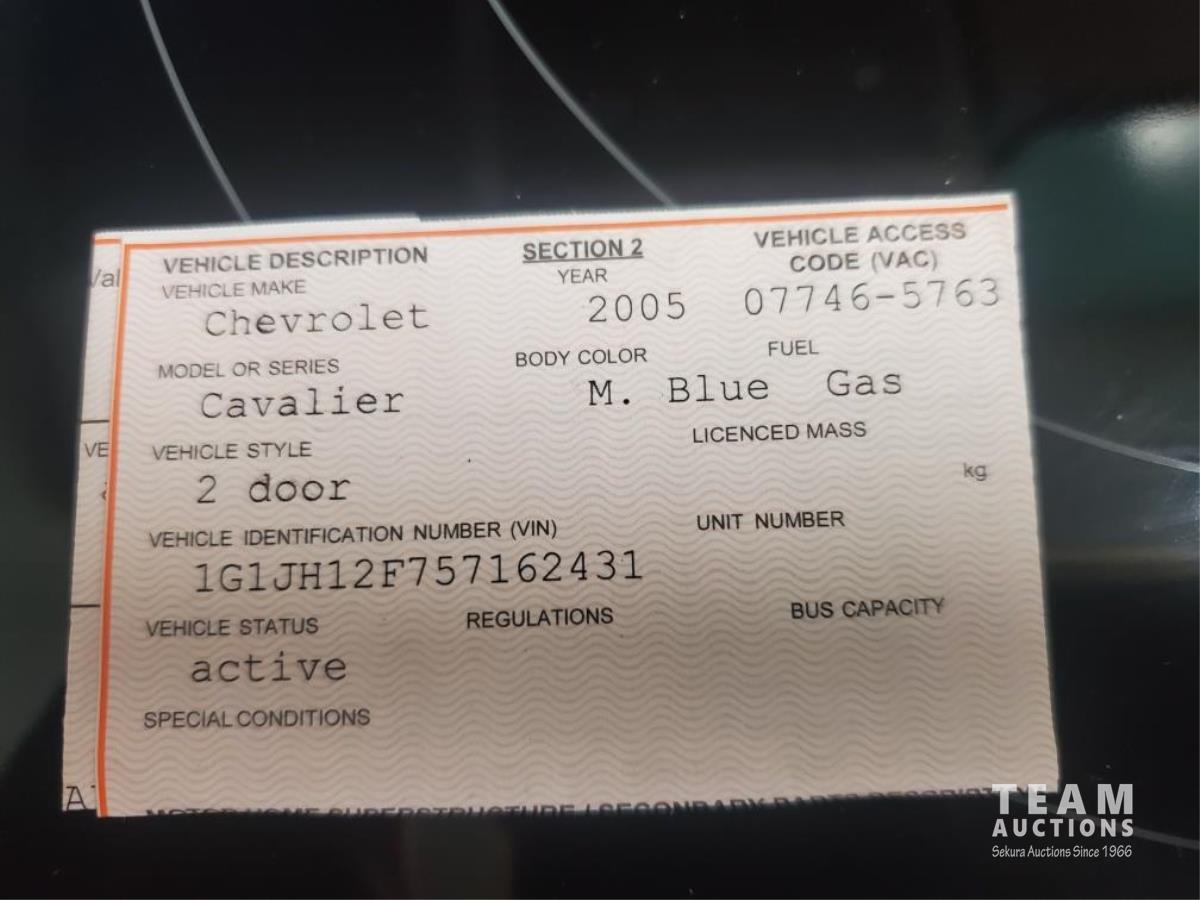 VEHICLE DESCRIPTION SECTION 2 VEHICLE ACCESS
CODE (VAC)
VEHICLE MAKE YEAR
Chevrolet 2005 07746-5763
MODEL OR SERIES BODY COLOR FUEL
Cavalier M. Blue Gas
VEHICLE STYLE LICENCED MASS
2 door kg
VEHICLE IDENTIFICATION NUMBER (VIN) UNIT NUMBER
1G1JH12F757162431
VEHICLE STATUS REGULATIONS BUS CAPACITY
active
SPECIAL CONDITIONS
Val
VE
A
TEAM
AUCTIONS
Sekura Auctions Since 1966